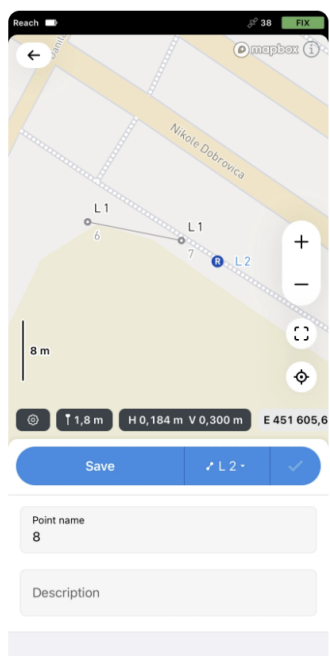 Reach 38 FIX
Danila
mapbox
Nikole Dobrovica
L 1
L 1
6
7
R L 2
8 m
1,8 m H 0,184 m V 0,300 m E 451 605,6
Save L 2
Point name
8
Description